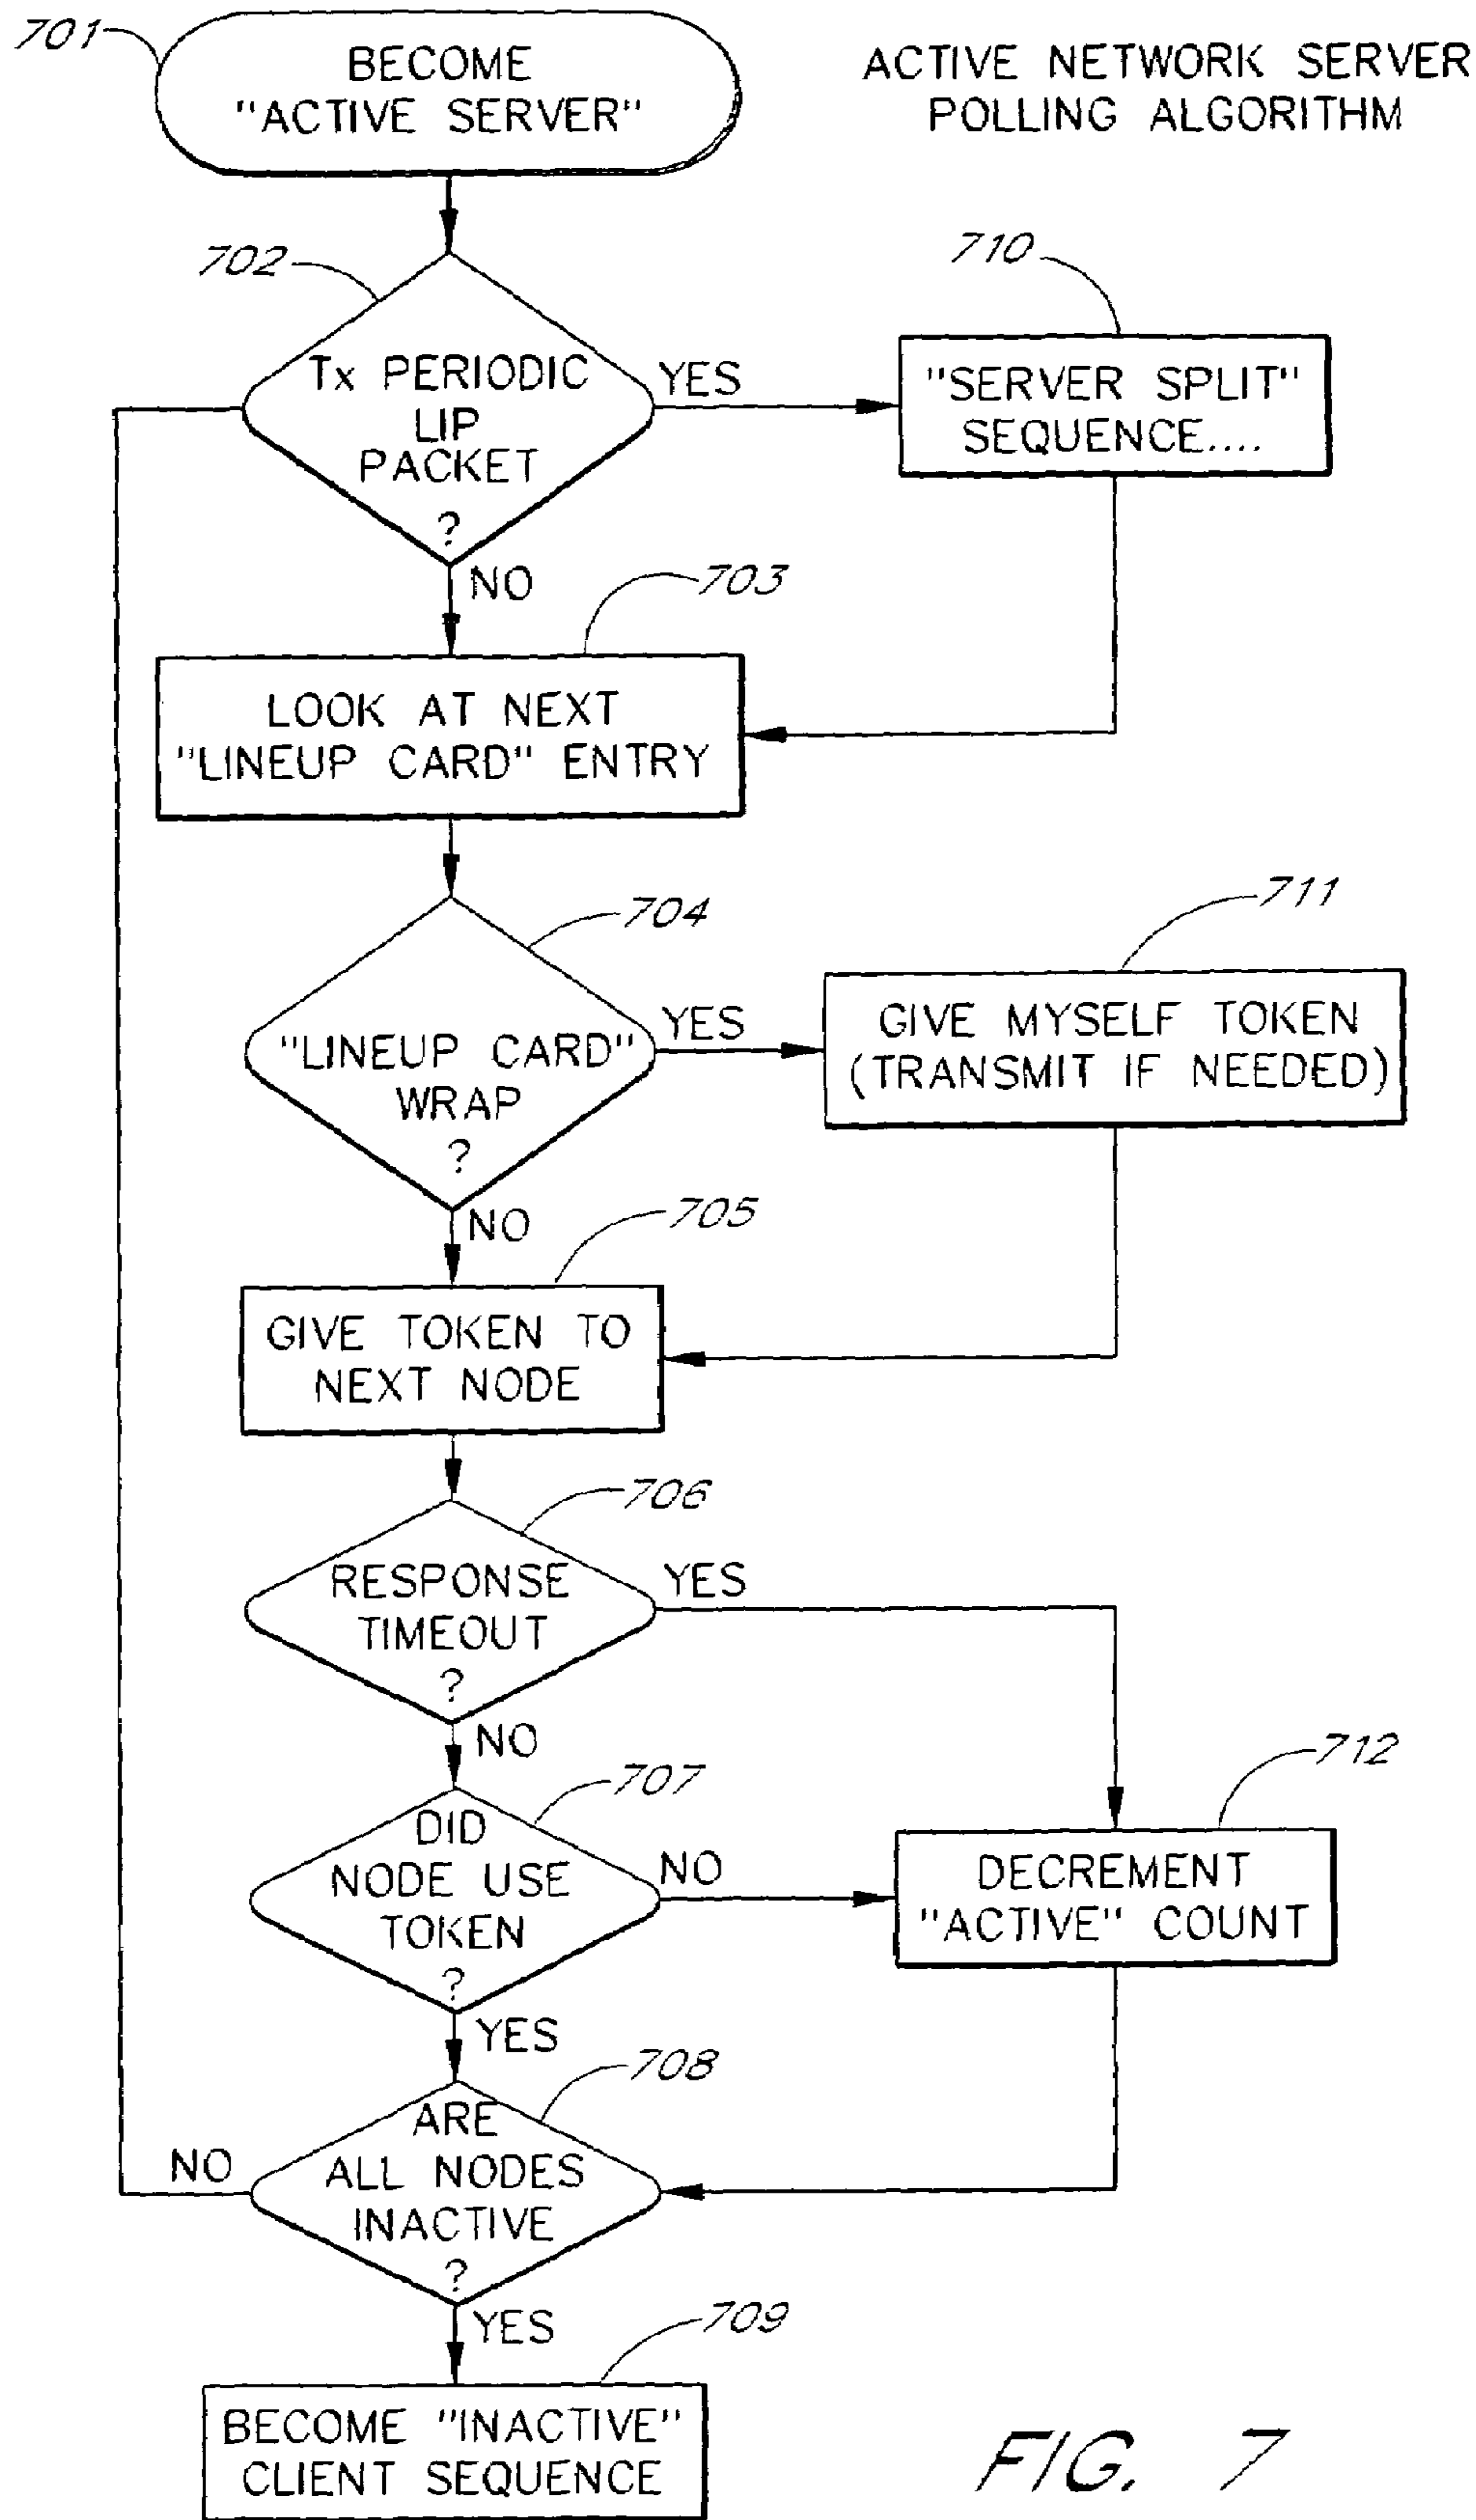 701
BECOME
"ACTIVE SERVER"
ACTIVE NETWORK SERVER
POLLING ALGORITHM
702
Tx PERIODIC
LIP
PACKET
?
YES
710
"SERVER SPLIT"
SEQUENCE....
NO
703
LOOK AT NEXT
"LINEUP CARD" ENTRY
704
"LINEUP CARD"
WRAP
?
YES
711
GIVE MYSELF TOKEN
(TRANSMIT IF NEEDED)
NO
705
GIVE TOKEN TO
NEXT NODE
706
RESPONSE
TIMEOUT
?
YES
NO
707
DID
NODE USE
TOKEN
?
NO
712
DECREMENT
"ACTIVE" COUNT
YES
708
ARE
ALL NODES
INACTIVE
?
NO
YES
709
BECOME "INACTIVE"
CLIENT SEQUENCE
FIG. 7